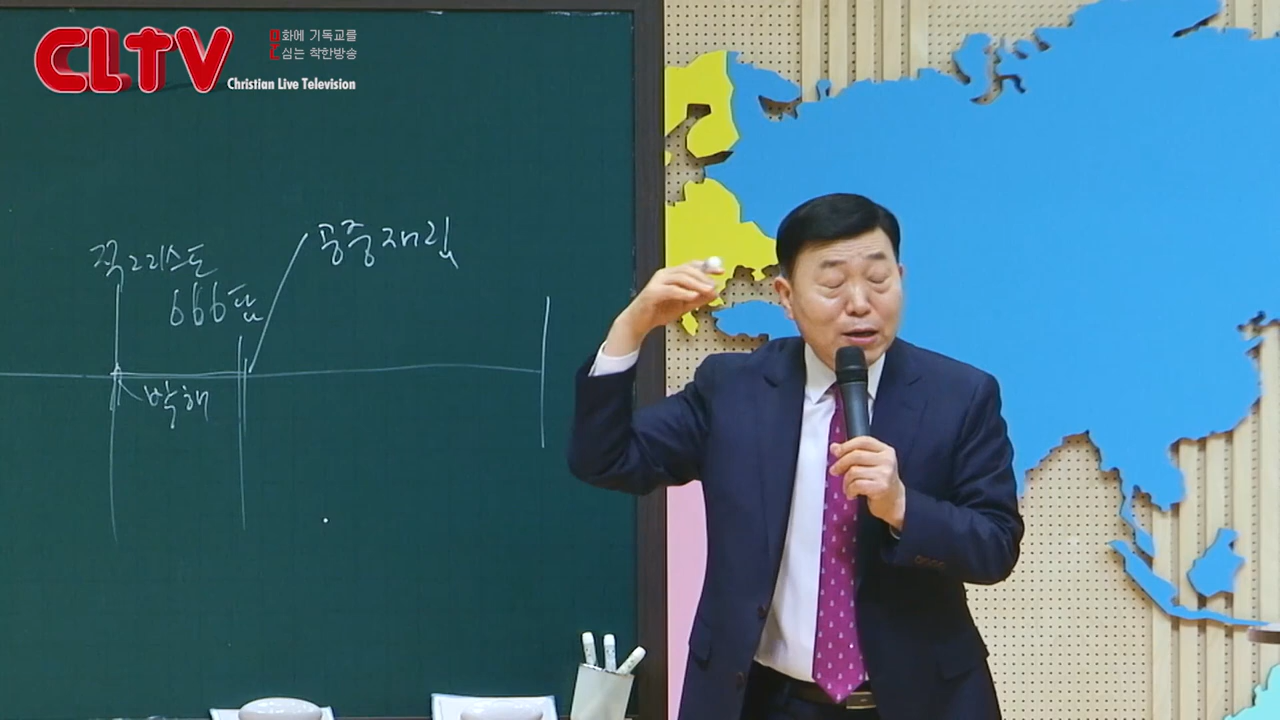 CLTV
문화에 기독교를
심는 착한방송
Christian Live Television
적그리스도
666표
공중재림
박해